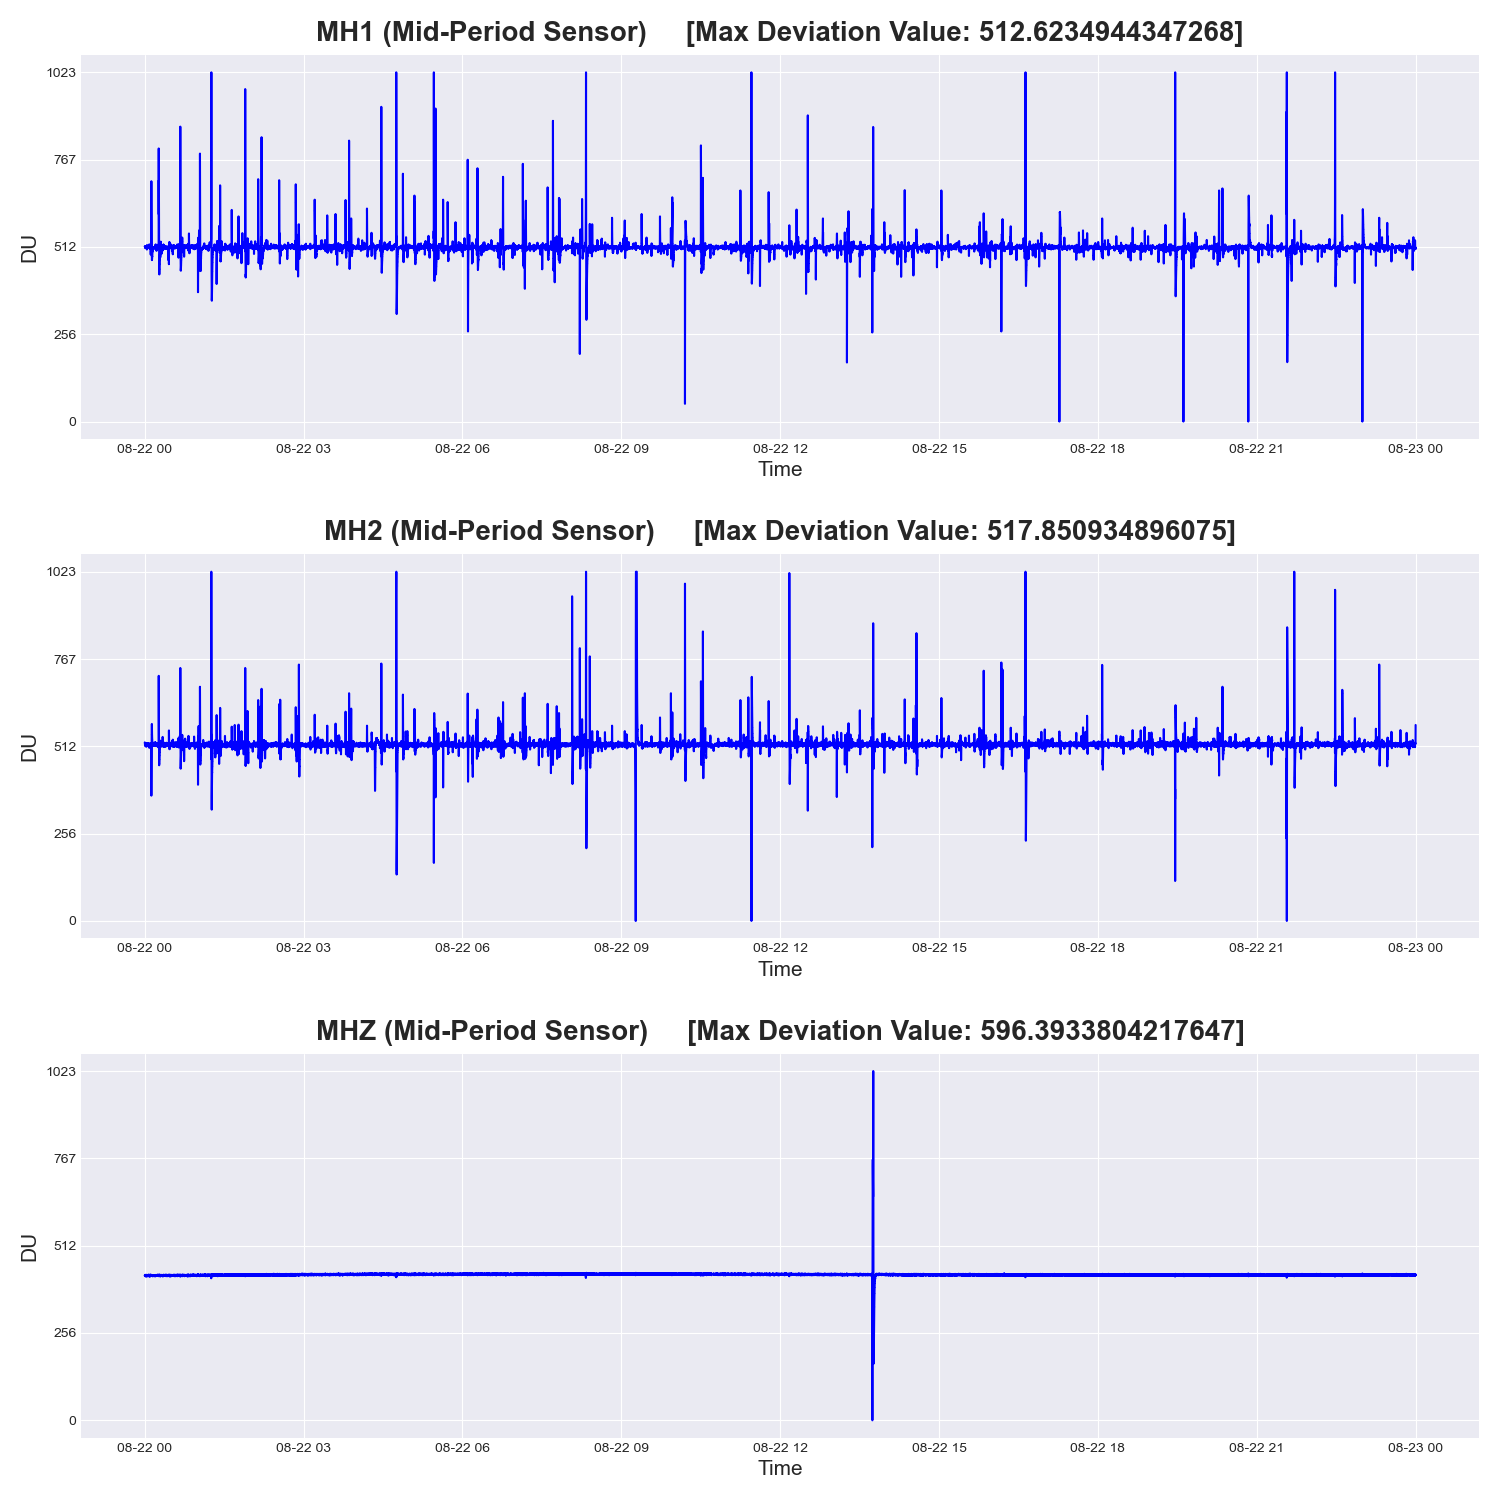 MH1 (Mid-Period Sensor) [Max Deviation Value: 512.6234944347268]
1023
767
512
256
0
DU
08-22 00 08-22 03 08-22 06 08-22 09 08-22 12 08-22 15 08-22 18 08-22 21 08-23 00
Time
MH2 (Mid-Period Sensor) [Max Deviation Value: 517.850934896075]
1023
767
512
256
0
DU
08-22 00 08-22 03 08-22 06 08-22 09 08-22 12 08-22 15 08-22 18 08-22 21 08-23 00
Time
MHZ (Mid-Period Sensor) [Max Deviation Value: 596.3933804217647]
1023
767
512
256
0
DU
08-22 00 08-22 03 08-22 06 08-22 09 08-22 12 08-22 15 08-22 18 08-22 21 08-23 00
Time